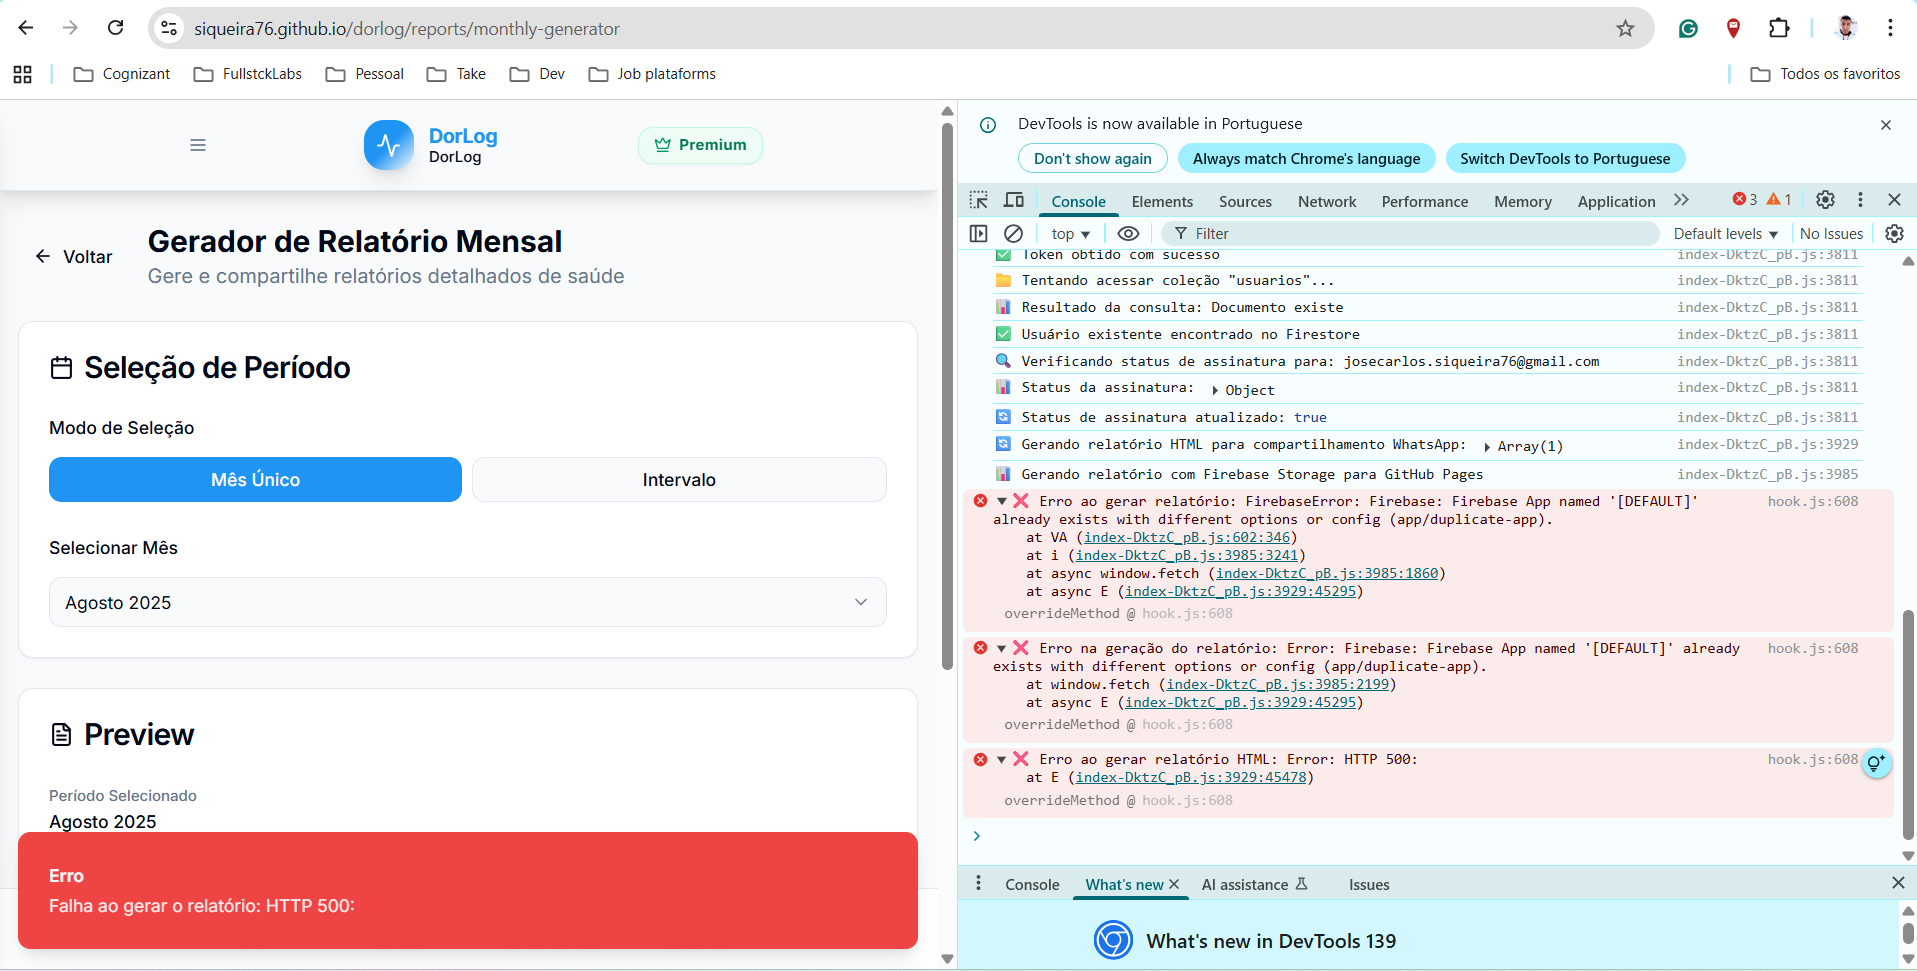 siqueira76.github.io/dorlog/reports/monthly-generator
Cognizant
FullstckLabs
Pessoal
Take
Dev
Job plataforms
Todos os favoritos
DorLog
DorLog
Premium
Voltar
Gerador de Relatório Mensal
Gere e compartilhe relatórios detalhados de saúde
Seleção de Período
Modo de Seleção
Mês Único
Intervalo
Selecionar Mês
Agosto 2025
Preview
Período Selecionado
Agosto 2025
Erro
Falha ao gerar o relatório: HTTP 500:
DevTools is now available in Portuguese
Don't show again
Always match Chrome's language
Switch DevTools to Portuguese
Console
Elements
Sources
Network
Performance
Memory
Application
3
1
top
Filter
Default levels
No Issues
Token obtido com sucesso index-DktzC_pB.js:3811
Tentando acessar coleção "usuarios"... index-DktzC_pB.js:3811
Resultado da consulta: Documento existe index-DktzC_pB.js:3811
Usuário existente encontrado no Firestore index-DktzC_pB.js:3811
Verificando status de assinatura para: josecarlos.siqueira76@gmail.com index-DktzC_pB.js:3811
Status da assinatura: Object index-DktzC_pB.js:3811
Status de assinatura atualizado: true index-DktzC_pB.js:3811
Gerando relatório HTML para compartilhamento WhatsApp: Array(1) index-DktzC_pB.js:3929
Gerando relatório com Firebase Storage para GitHub Pages index-DktzC_pB.js:3985
Erro ao gerar relatório: FirebaseError: Firebase: Firebase App named '[DEFAULT]' hook.js:608
already exists with different options or config (app/duplicate-app).
at VA (index-DktzC_pB.js:602:346)
at i (index-DktzC_pB.js:3985:3241)
at async window.fetch (index-DktzC_pB.js:3985:1860)
at async E (index-DktzC_pB.js:3929:45295)
overrideMethod @ hook.js:608
Erro na geração do relatório: Error: Firebase: Firebase App named '[DEFAULT]' already hook.js:608
exists with different options or config (app/duplicate-app).
at window.fetch (index-DktzC_pB.js:3985:2199)
at async E (index-DktzC_pB.js:3929:45295)
overrideMethod @ hook.js:608
Erro ao gerar relatório HTML: Error: HTTP 500: hook.js:608
at E (index-DktzC_pB.js:3929:45478)
overrideMethod @ hook.js:608
Console
What's new
AI assistance
Issues
What's new in DevTools 139